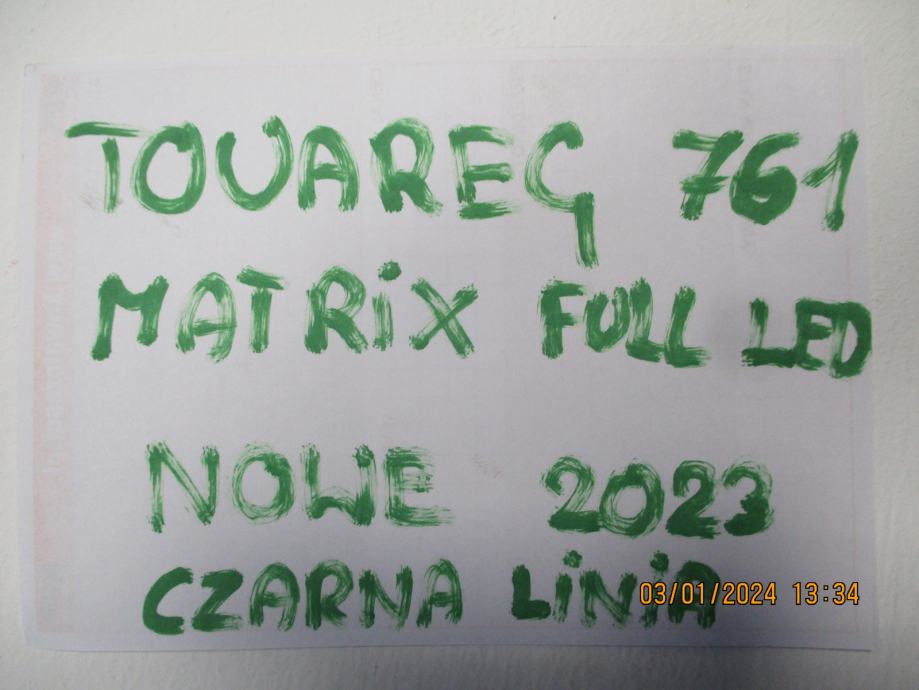 TOUAREG 761
MATRiX FULL LED
NOWE 2023
CZARNA LiNiA
03/01/2024 13:34